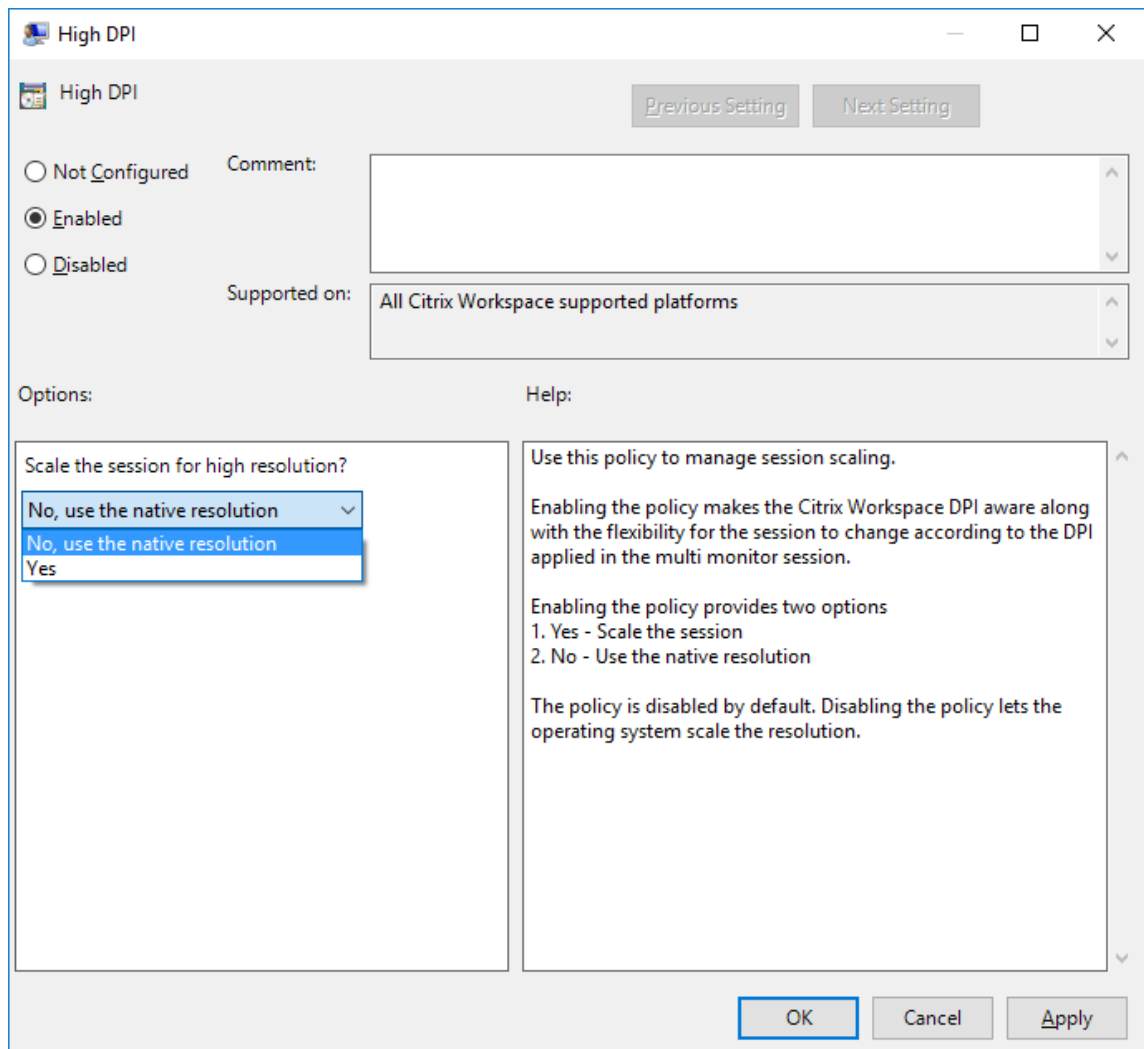 High DPI
High DPI
Previous Setting
Next Setting
Not Configured
Comment:
Enabled
Disabled
Supported on:
All Citrix Workspace supported platforms
Options:
Help:
Scale the session for high resolution?
No, use the native resolution
No, use the native resolution
Yes
Use this policy to manage session scaling.
Enabling the policy makes the Citrix Workspace DPI aware along
with the flexibility for the session to change according to the DPI
applied in the multi monitor session.
Enabling the policy provides two options
1. Yes - Scale the session
2. No - Use the native resolution
The policy is disabled by default. Disabling the policy lets the
operating system scale the resolution.
OK
Cancel
Apply